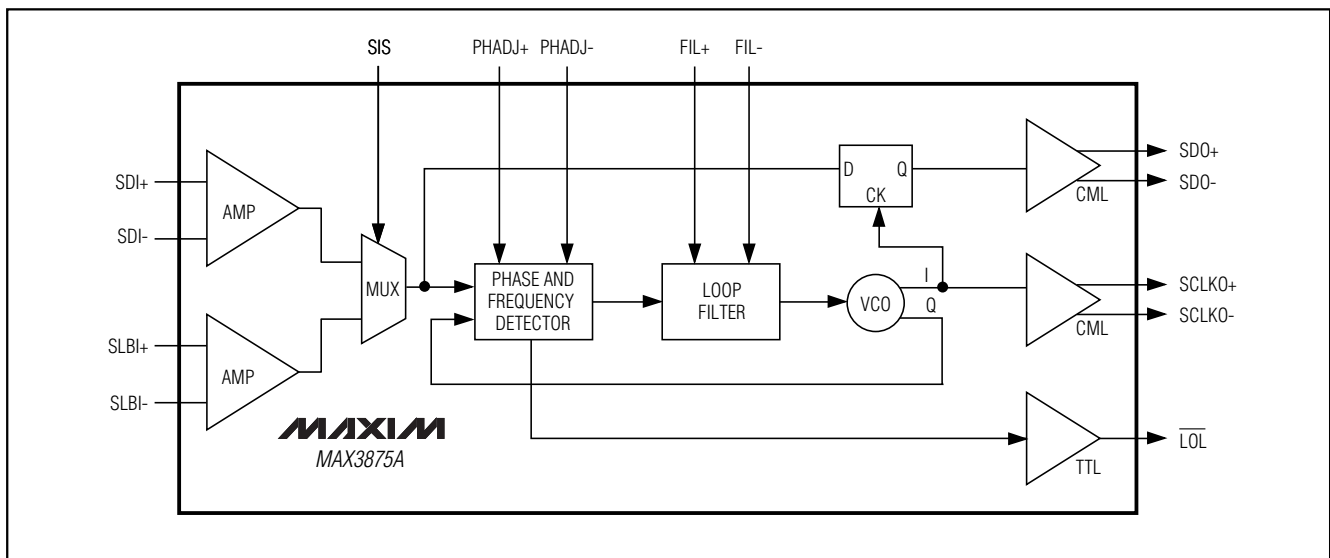 SIS
PHADJ+ PHADJ-
FIL+ FIL-
SDI+
SDI-
AMP
SLBI+
SLBI-
AMP
MUX
PHASE AND
FREQUENCY
DETECTOR
LOOP
FILTER
VCO
I
Q
D Q
CK
CML
SDO+
SDO-
CML
SCLKO+
SCLKO-
TTL
LOL
MAXIM
MAX3875A